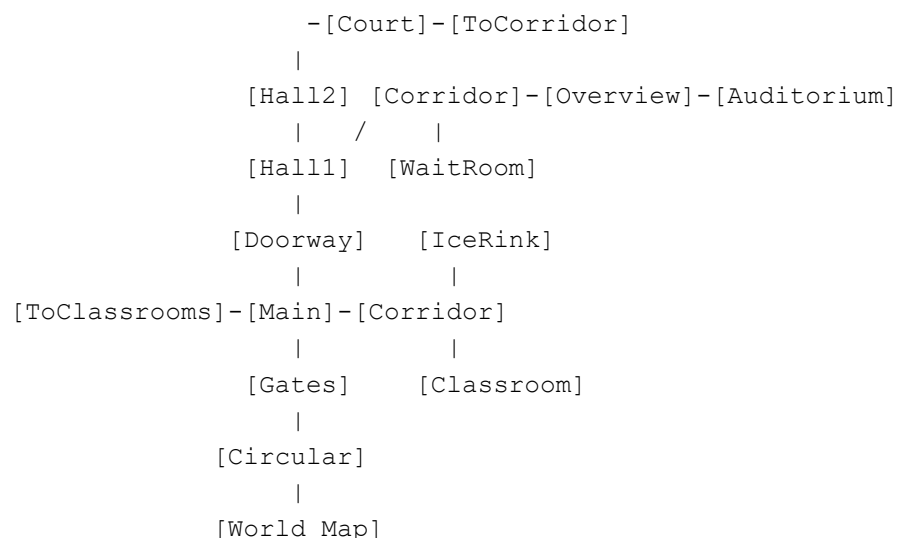 -[Court]-[ToCorridor]
|
[Hall2] [Corridor]-[Overview]-[Auditorium]
| / |
[Hall1] [WaitRoom]
|
[Doorway] [IceRink]
| |
[ToClassrooms]-[Main]-[Corridor]
| |
[Gates] [Classroom]
|
[Circular]
|
[World Map]